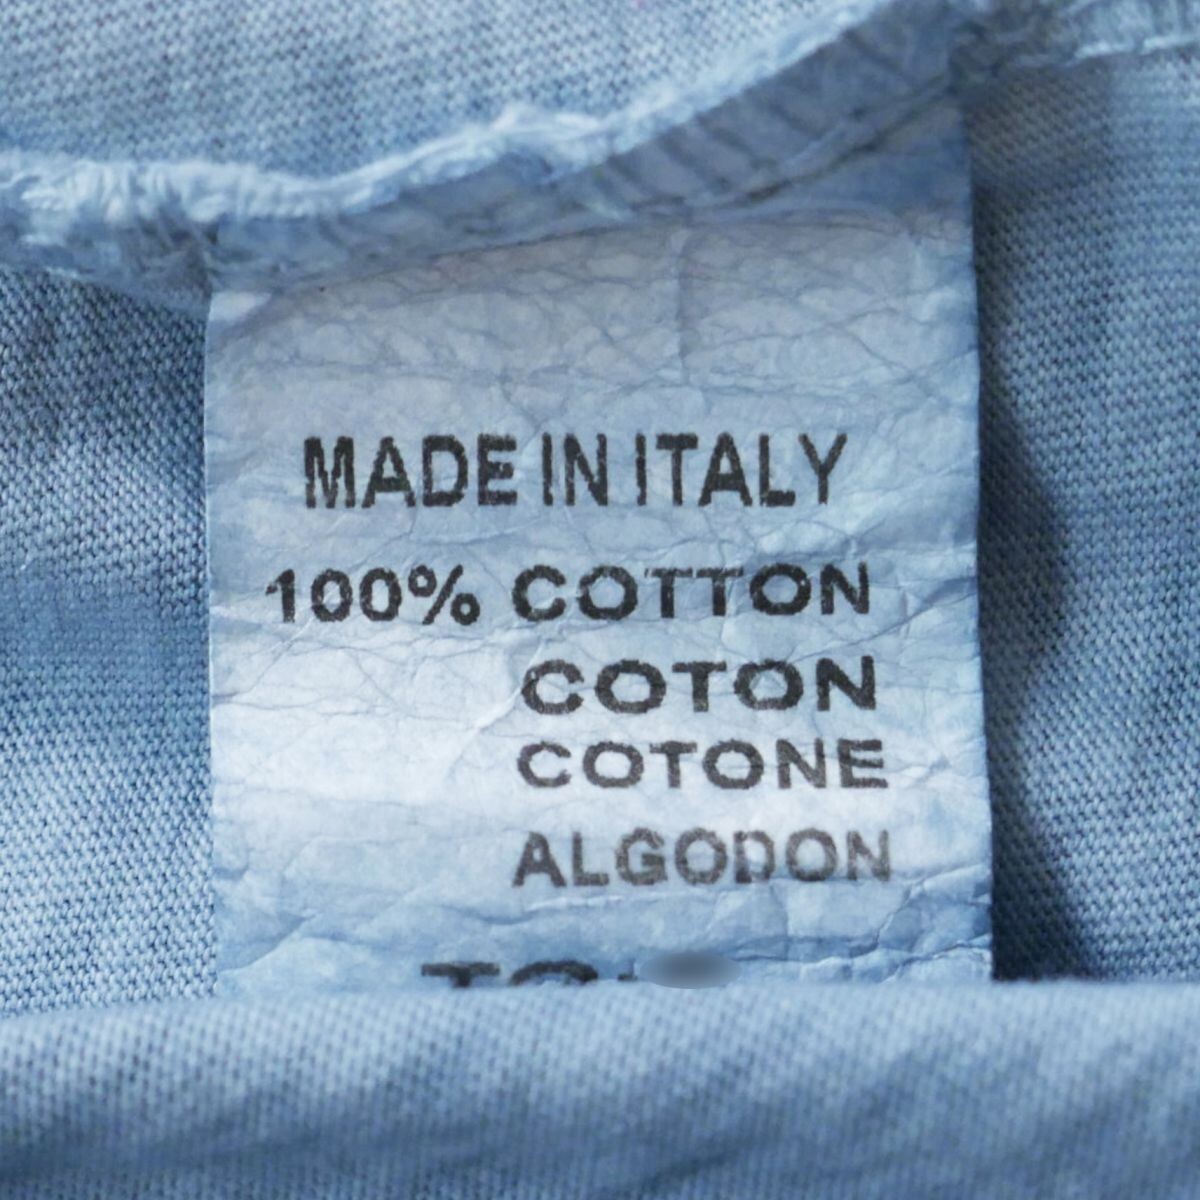 MADE IN ITALY
100% COTTON
COTON
COTONE
ALGODON